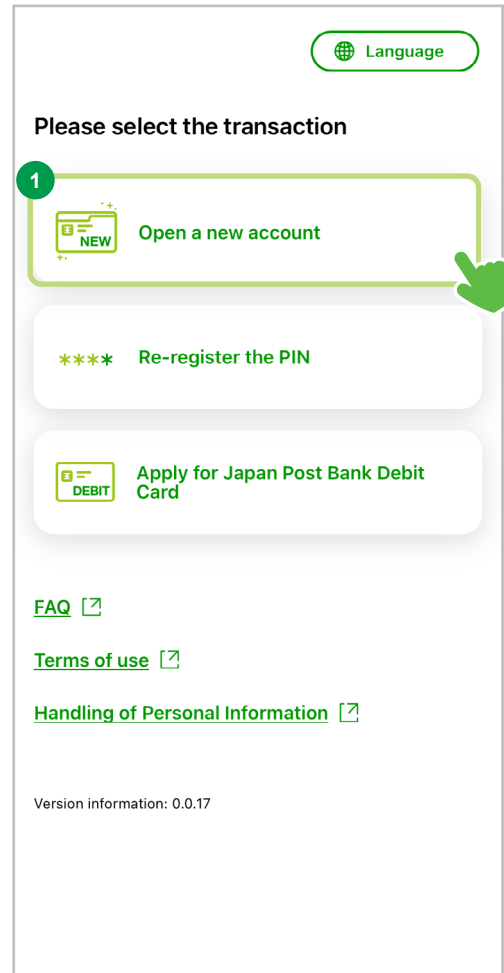 Language
Please select the transaction
1
NEW
Open a new account
****
Re-register the PIN
DEBIT
Apply for Japan Post Bank Debit
Card
FAQ
Terms of use
Handling of Personal Information
Version information: 0.0.17